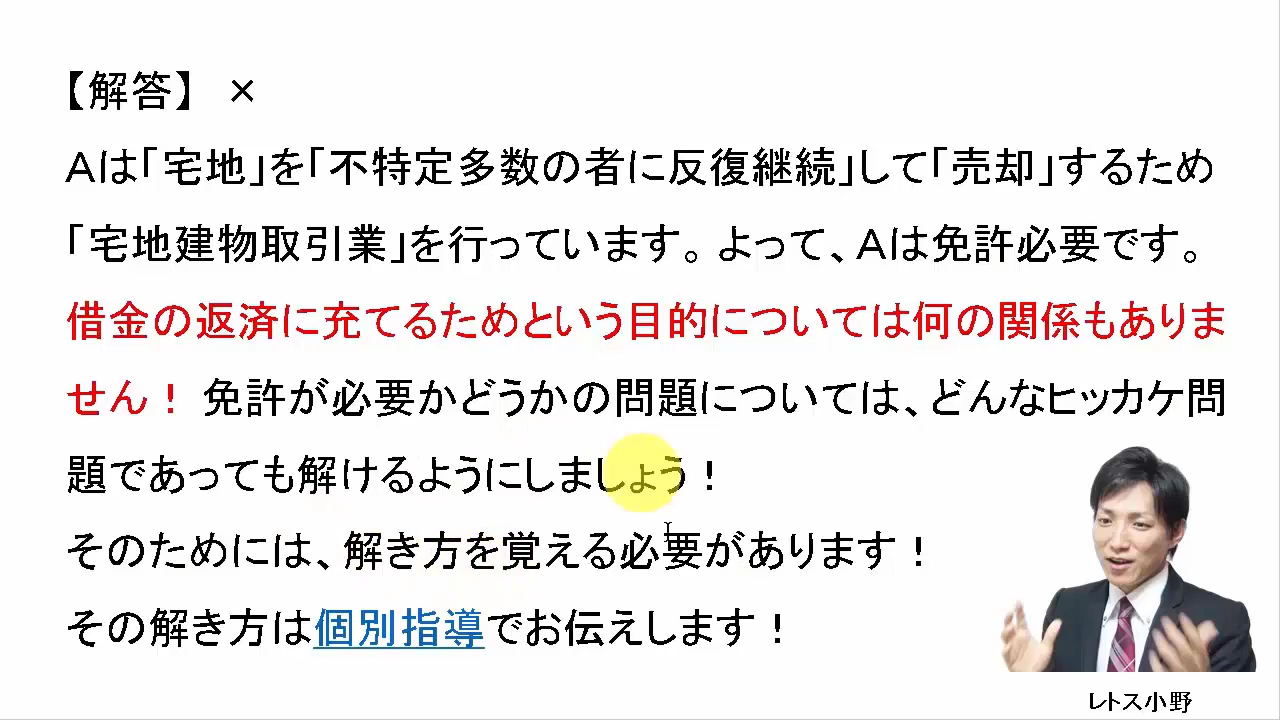 【解答】　×
Aは「宅地」を「不特定多数の者に反復継続」して「売却」するため
「宅地建物取引業」を行っています。よって、Aは免許必要です。
借金の返済に充てるためという目的については何の関係もありま
せん！ 免許が必要かどうかの問題については、どんなヒッカケ問
題であっても解けるようにしましょう！
そのためには、解き方を覚える必要があります！
その解き方は個別指導でお伝えします！
レトス小野